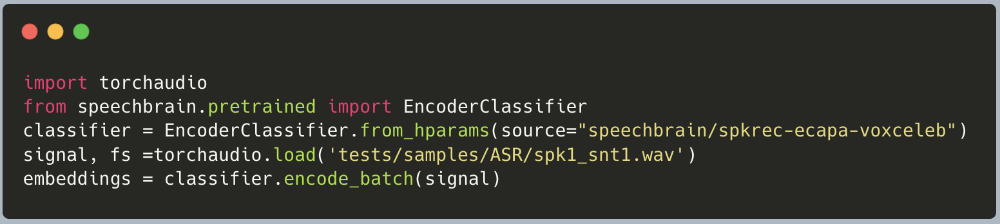 import torchaudio
from speechbrain.pretrained import EncoderClassifier
classifier = EncoderClassifier.from_hparams(source="speechbrain/spkrec-ecapa-voxceleb")
signal, fs =torchaudio.load('tests/samples/ASR/spk1_snt1.wav')
embeddings = classifier.encode_batch(signal)